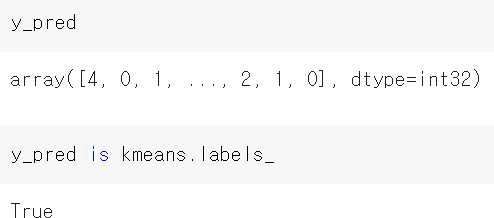 y_pred
array([4, 0, 1, ..., 2, 1, 0], dtype=int32)
y_pred is kmeans.labels_
True